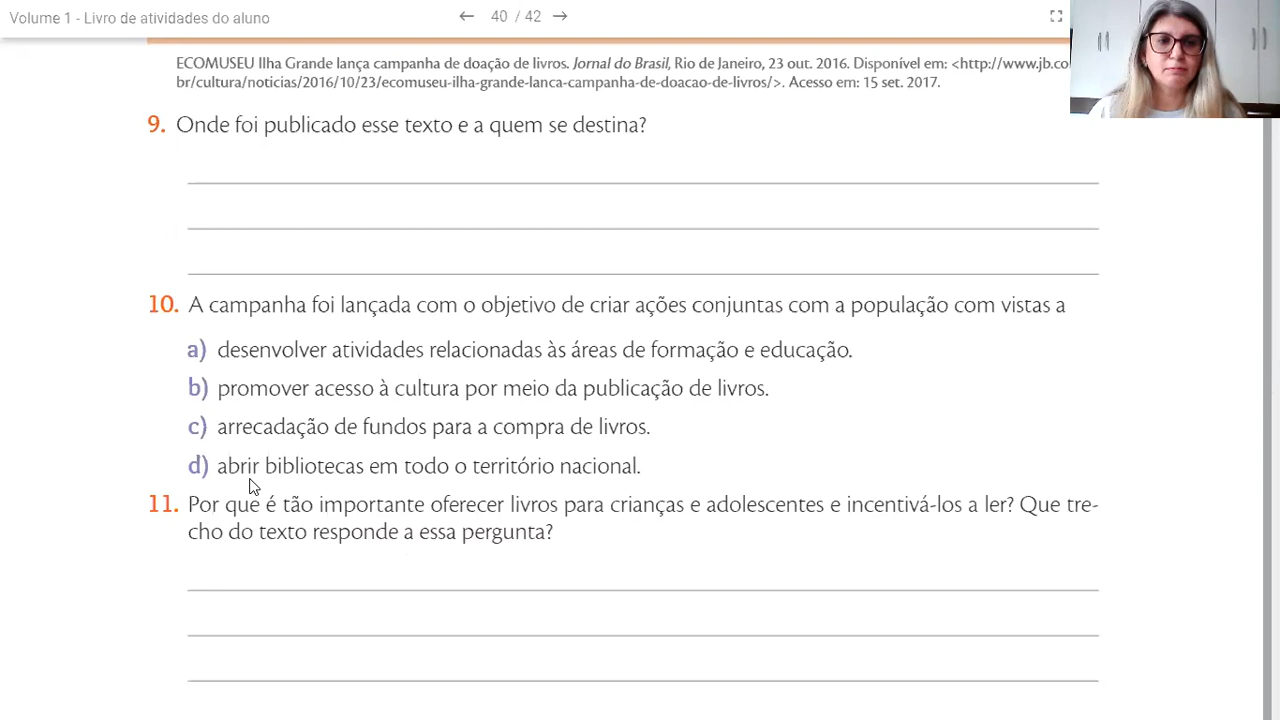 Volume 1 - Livro de atividades do aluno
← 40 / 42 →
ECOMUSEU Ilha Grande lança campanha de doação de livros. Jornal do Brasil, Rio de Janeiro, 23 out. 2016. Disponível em: <http://www.jb.co
br/cultura/noticias/2016/10/23/ecomuseu-ilha-grande-lanca-campanha-de-doacao-de-livros/>. Acesso em: 15 set. 2017.
9. Onde foi publicado esse texto e a quem se destina?
10. A campanha foi lançada com o objetivo de criar ações conjuntas com a população com vistas a
a) desenvolver atividades relacionadas às áreas de formação e educação.
b) promover acesso à cultura por meio da publicação de livros.
c) arrecadação de fundos para a compra de livros.
d) abrir bibliotecas em todo o território nacional.
11. Por que é tão importante oferecer livros para crianças e adolescentes e incentivá-los a ler? Que tre-
cho do texto responde a essa pergunta?